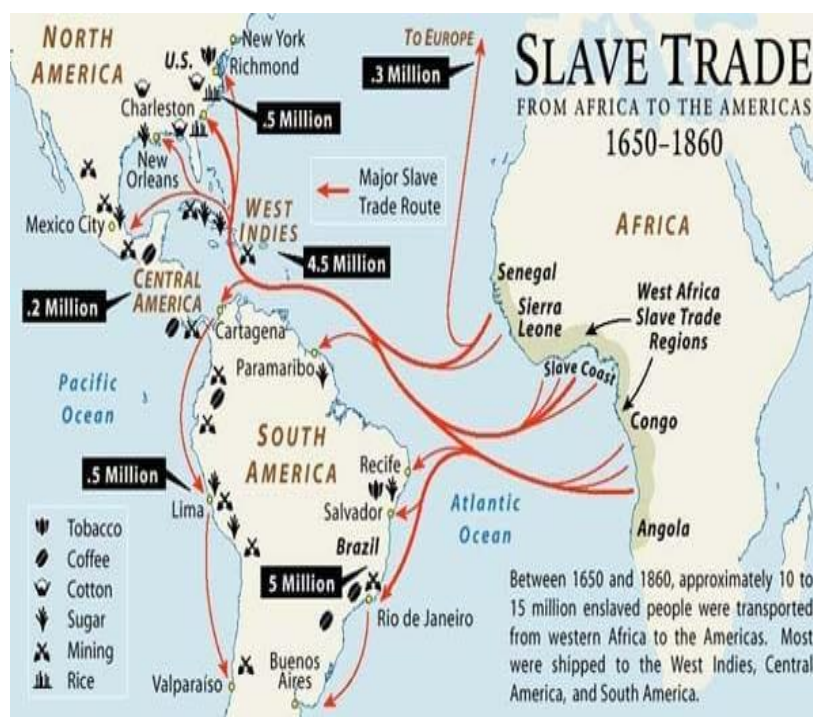 SLAVE TRADE
FROM AFRICA TO THE AMERICAS
1650–1860
NORTH
AMERICA
U.S.
New York
Richmond
Charleston
.5 Million
New
Orleans
Mexico City
TO EUROPE
.3 Million
Major Slave
Trade Route
WEST
INDIES
4.5 Million
CENTRAL
AMERICA
.2 Million
Cartagena
Paramaribo
AFRICA
Senegal
Sierra
Leone
West Africa
Slave Trade
Regions
Slave Coast
Congo
Angola
Pacific
Ocean
SOUTH
AMERICA
.5 Million
Lima
Recife
Salvador
Brazil
5 Million
Atlantic
Ocean
Rio de Janeiro
Buenos
Aires
Valparaíso
Tobacco
Coffee
Cotton
Sugar
Mining
Rice
Between 1650 and 1860, approximately 10 to
15 million enslaved people were transported
from western Africa to the Americas. Most
were shipped to the West Indies, Central
America, and South America.